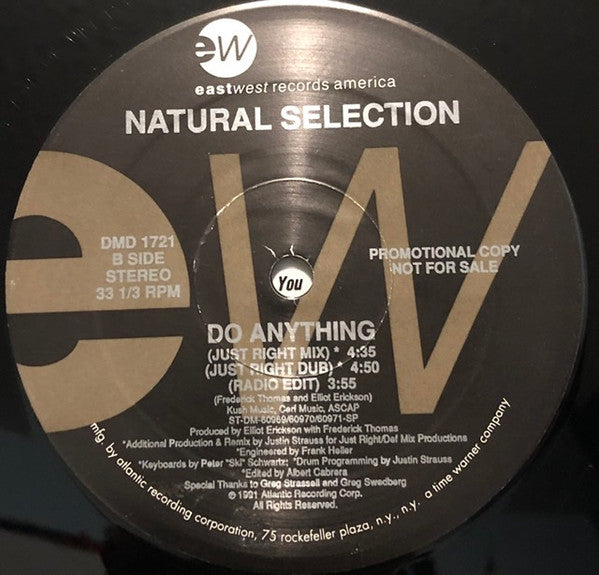 ew
eastwest records america
NATURAL SELECTION
ew
DMD 1721
B SIDE
STEREO
33 1/3 RPM
PROMOTIONAL COPY
NOT FOR SALE
You
DO ANYTHING
(JUST RIGHT MIX) * 4:35
(JUST RIGHT DUB) * 4:50
(RADIO EDIT) 3:55
(Frederick Thomas and Elliot Erickson)
Kush Music, Cerl Music, ASCAP
ST-DM-60969/60970/60971-SP
Produced by Elliot Erickson with Frederick Thomas
*Additional Production & Remix by Justin Strauss for Just Right/Def Mix Productions
*Engineered by Frank Heller
*Keyboards by Peter "Ski" Schwartz; *Drum Programming by Justin Strauss
*Edited by Albert Cabrera
Special Thanks to Greg Strassell and Greg Swedberg
℗ 1991 Atlantic Recording Corp.
All Rights Reserved.
mfg. by atlantic recording corporation, 75 rockefeller plaza, n.y., n.y. a time warner company